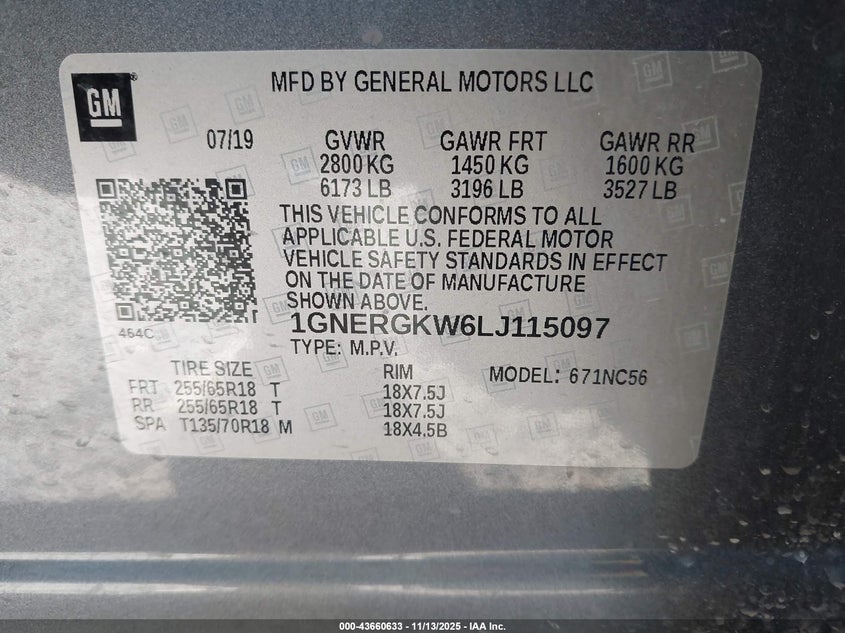 GM
MFD BY GENERAL MOTORS LLC
07/19 GVWR GAWR FRT GAWR RR
2800 KG 1450 KG 1600 KG
6173 LB 3196 LB 3527 LB
THIS VEHICLE CONFORMS TO ALL
APPLICABLE U.S. FEDERAL MOTOR
VEHICLE SAFETY STANDARDS IN EFFECT
ON THE DATE OF MANUFACTURE
SHOWN ABOVE.
464C
1GNERGKW6LJ115097
TYPE: M.P.V.
TIRE SIZE RIM MODEL: 671NC56
FRT 255/65R18 T 18X7.5J
RR 255/65R18 T 18X7.5J
SPA T135/70R18 M 18X4.5B
000-43660633 - 11/13/2025 - IAA Inc.